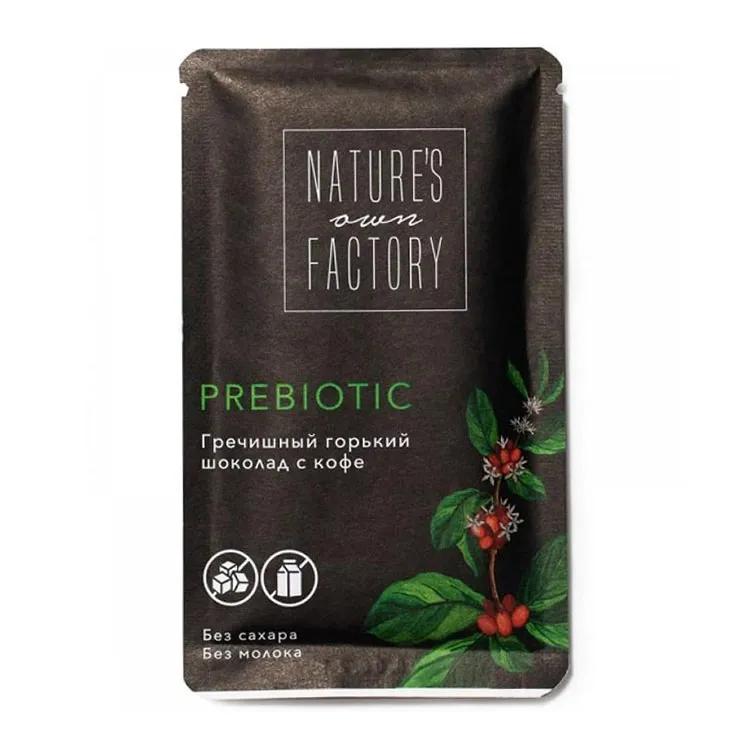 NATURE'S
own
FACTORY
PREBIOTIC
Гречишный горький
шоколад с кофе
Без сахара
Без молока